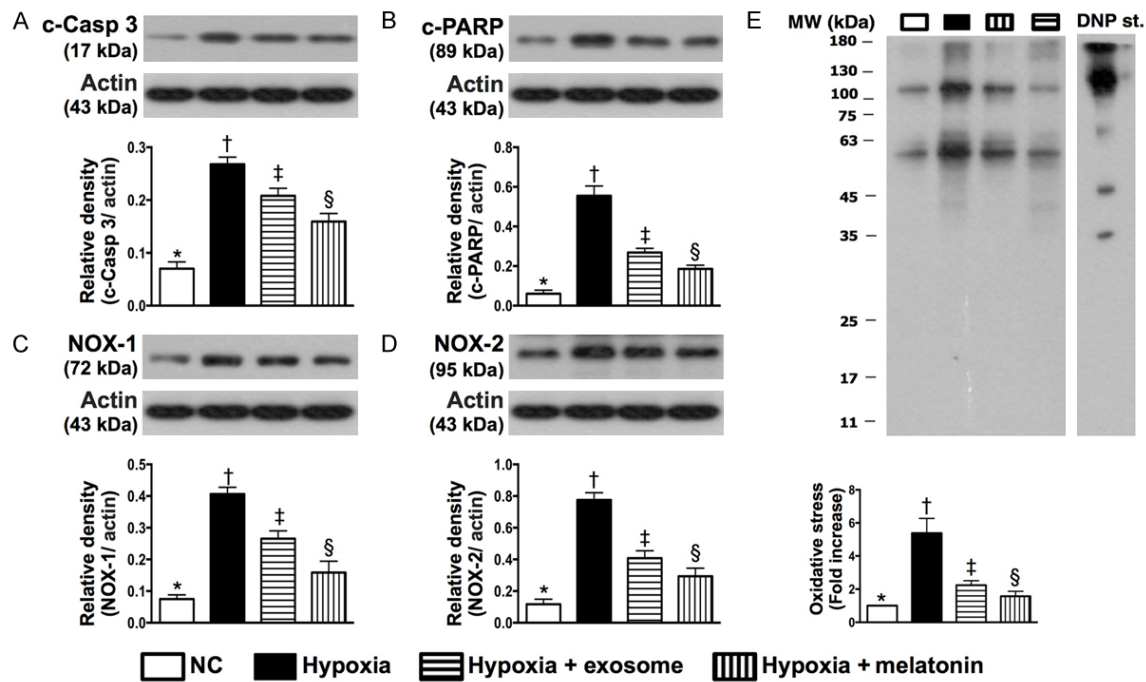 A
c-Casp 3
(17 kDa)
Actin
(43 kDa)
Relative density
(c-Casp 3/ actin)
0.3
0.2
0.1
0.0
*
†
‡
§
B
c-PARP
(89 kDa)
Actin
(43 kDa)
Relative density
(c-PARP/ actin)
0.8
0.6
0.4
0.2
0.0
*
†
‡
§
C
NOX-1
(72 kDa)
Actin
(43 kDa)
Relative density
(NOX-1/ actin)
0.5
0.4
0.3
0.2
0.1
0.0
*
†
‡
§
D
NOX-2
(95 kDa)
Actin
(43 kDa)
Relative density
(NOX-2/ actin)
1.0
0.8
0.6
0.4
0.2
0.0
*
†
‡
§
E
MW (kDa)
DNP st.
180
130
100
75
63
45
35
25
17
11
Oxidative stress
(Fold increase)
8
6
4
2
0
*
†
‡
§
NC
Hypoxia
Hypoxia + exosome
Hypoxia + melatonin